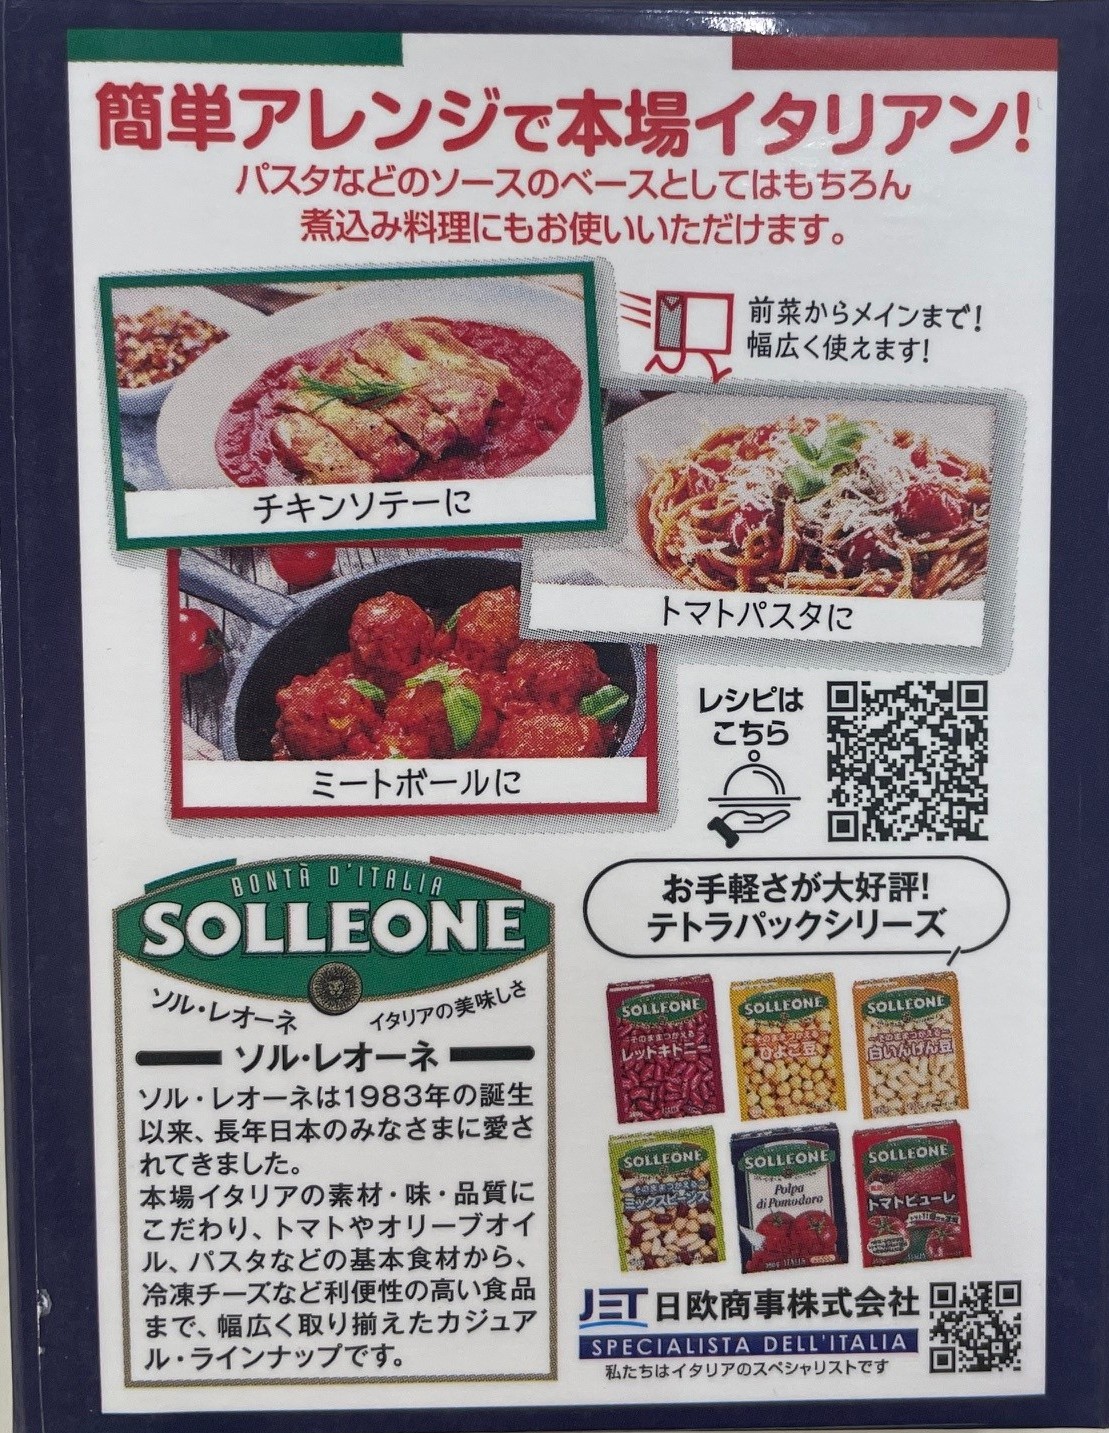 簡単アレンジで本場イタリアン!
パスタなどのソースのベースとしてはもちろん
煮込み料理にもお使いいただけます。
前菜からメインまで!
幅広く使えます!
チキンソテーに
トマトパスタに
ミートボールに
レシピは
こちら
BONTÀ D'ITALIA
SOLLEONE
ソル・レオーネ
イタリアの美味しさ
ソル・レオーネ
ソル・レオーネは1983年の誕生
以来、長年日本のみなさまに愛さ
れてきました。
本場イタリアの素材・味・品質に
こだわり、トマトやオリーブオイ
ル、パスタなどの基本食材から、
冷凍チーズなど利便性の高い食品
まで、幅広く取り揃えたカジュア
ル・ラインナップです。
お手軽さが大好評!
テトラパックシリーズ
SOLLEONE
そのままつかえる
レッドキドニー
SOLLEONE
ひよこ豆
SOLLEONE
白いんげん豆
SOLLEONE
ミックスビーンズ
SOLLEONE
Polpa
di Pomodoro
SOLLEONE
トマトピューレ
JET 日欧商事株式会社
SPECIALISTA DELL'ITALIA
私たちはイタリアのスペシャリストです